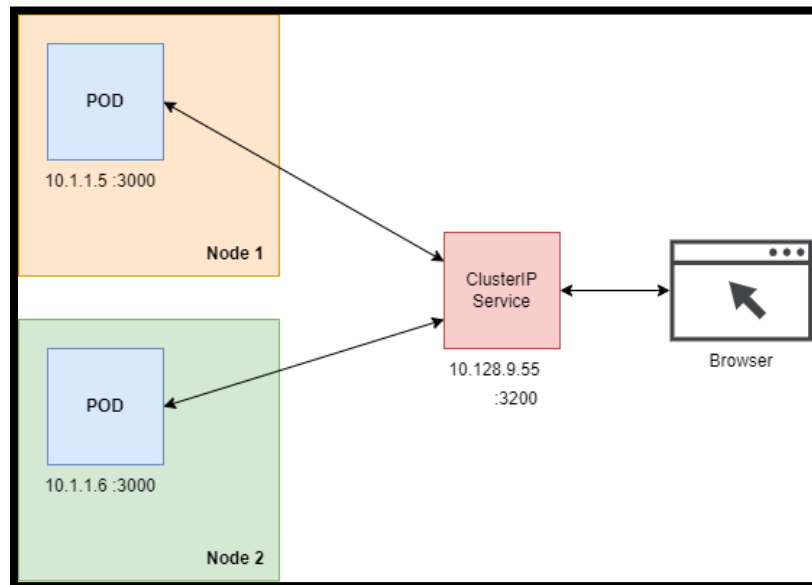 POD
10.1.1.5 :3000
Node 1
ClusterIP
Service
10.128.9.55
:3200
Browser
POD
10.1.1.6 :3000
Node 2